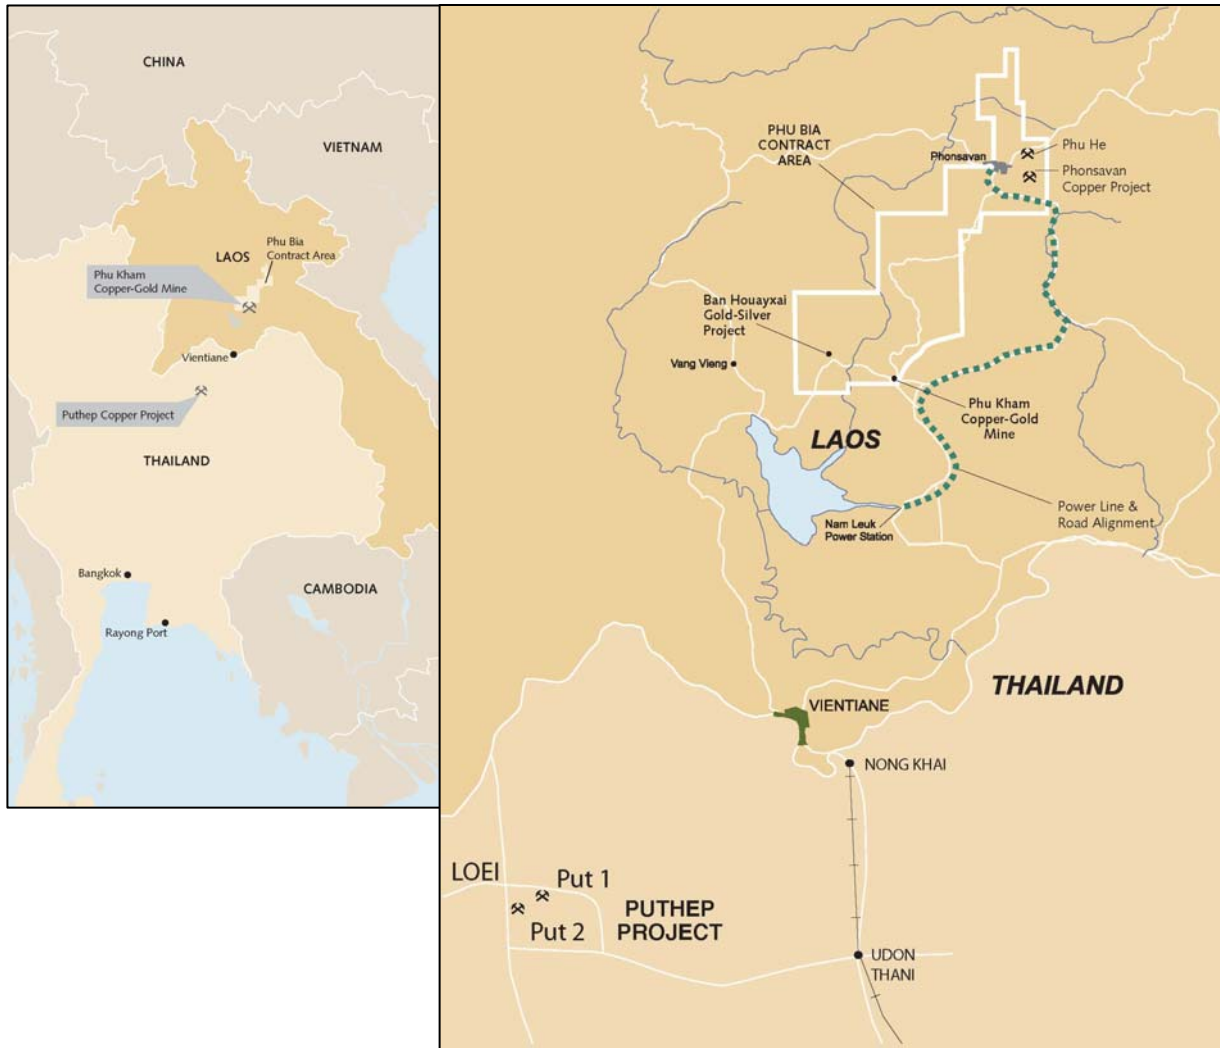 CHINA
VIETNAM
LAOS
Phu Bia
Contract Area
Phu Kham
Copper-Gold Mine
Vientiane
Puthep Copper Project
THAILAND
Bangkok
CAMBODIA
Rayong Port
PHU BIA
CONTRACT
AREA
Phonsavan
Phu He
Phonsavan
Copper Project
Ban Houayxai
Gold-Silver
Project
Vang Vieng
Phu Kham
Copper-Gold
Mine
LAOS
Nam Leuk
Power Station
Power Line &
Road Alignment
THAILAND
VIENTIANE
NONG KHAI
LOEI
Put 1
Put 2
PUTHEP
PROJECT
UDON
THANI